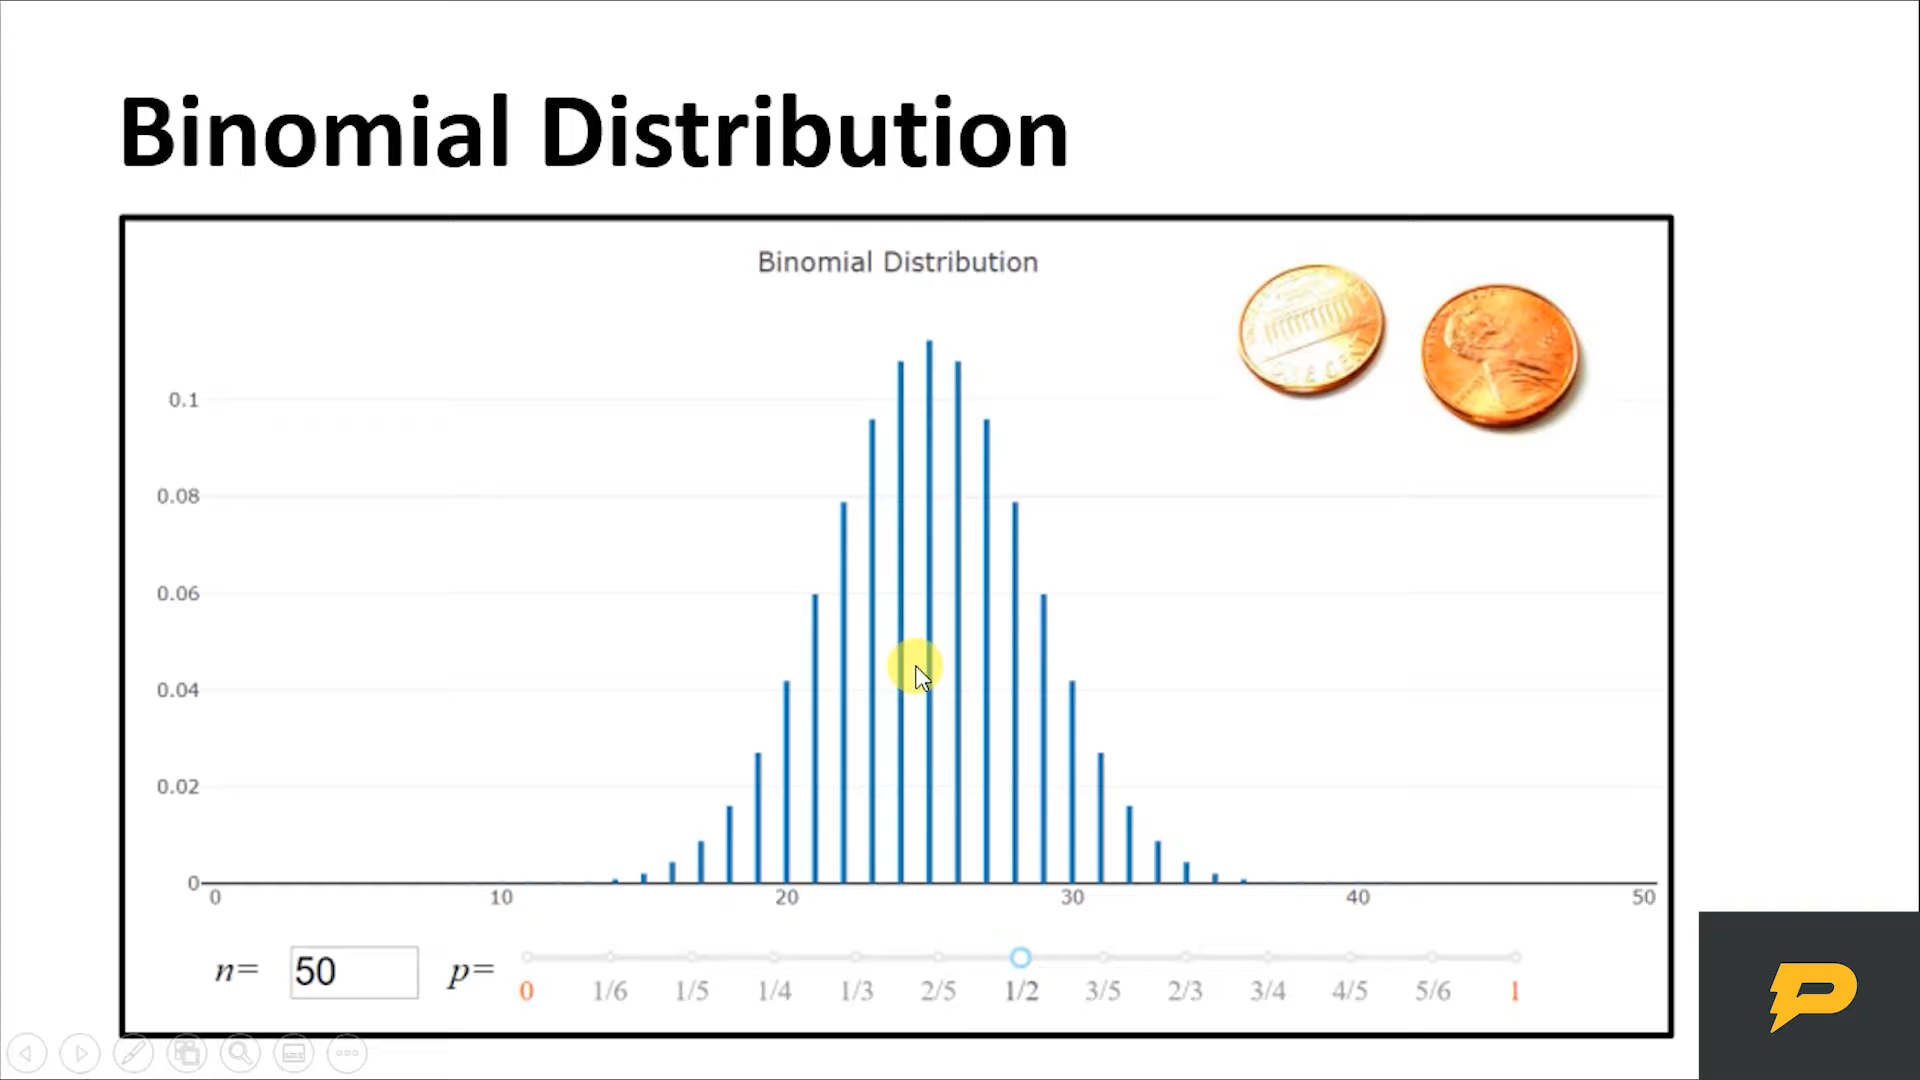 Binomial Distribution
Binomial Distribution
0.1
0.08
0.06
0.04
0.02
0
0 10 20 30 40 50
n= 50 p=
0 1/6 1/5 1/4 1/3 2/5 1/2 3/5 2/3 3/4 4/5 5/6 1